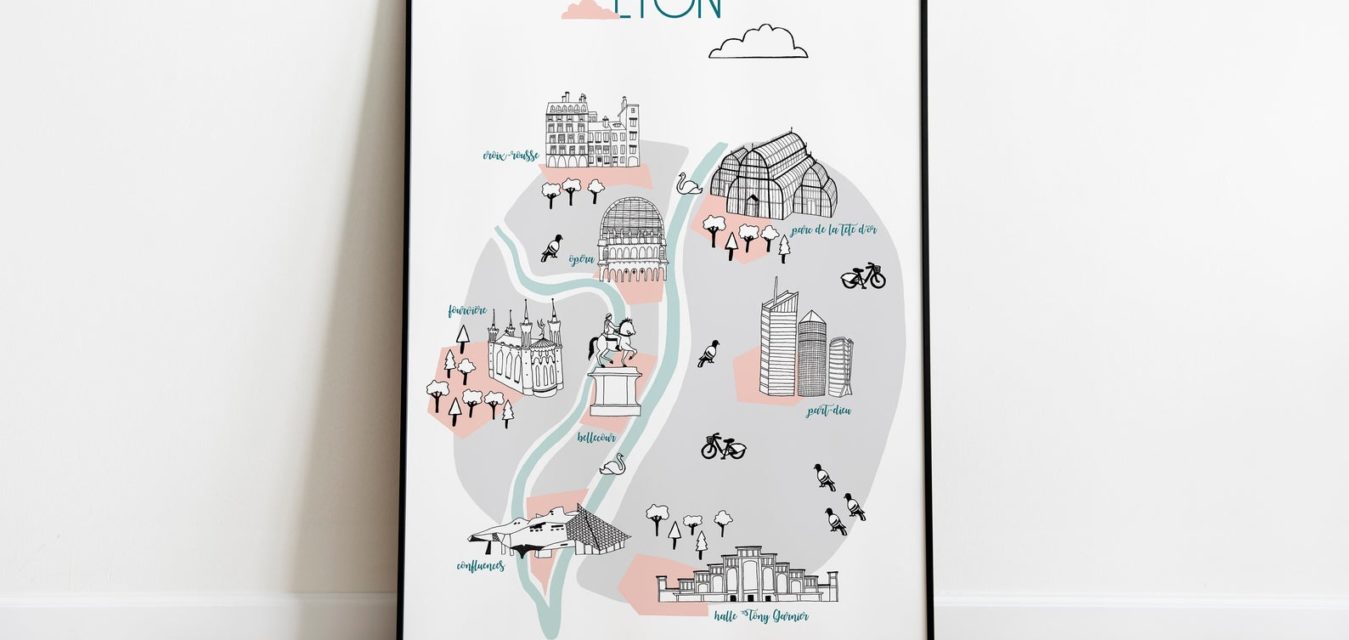 LYON
croix-rousse
parc de la tête d'or
opéra
fourvière
part-dieu
bellecour
confluences
halle Tony Garnier